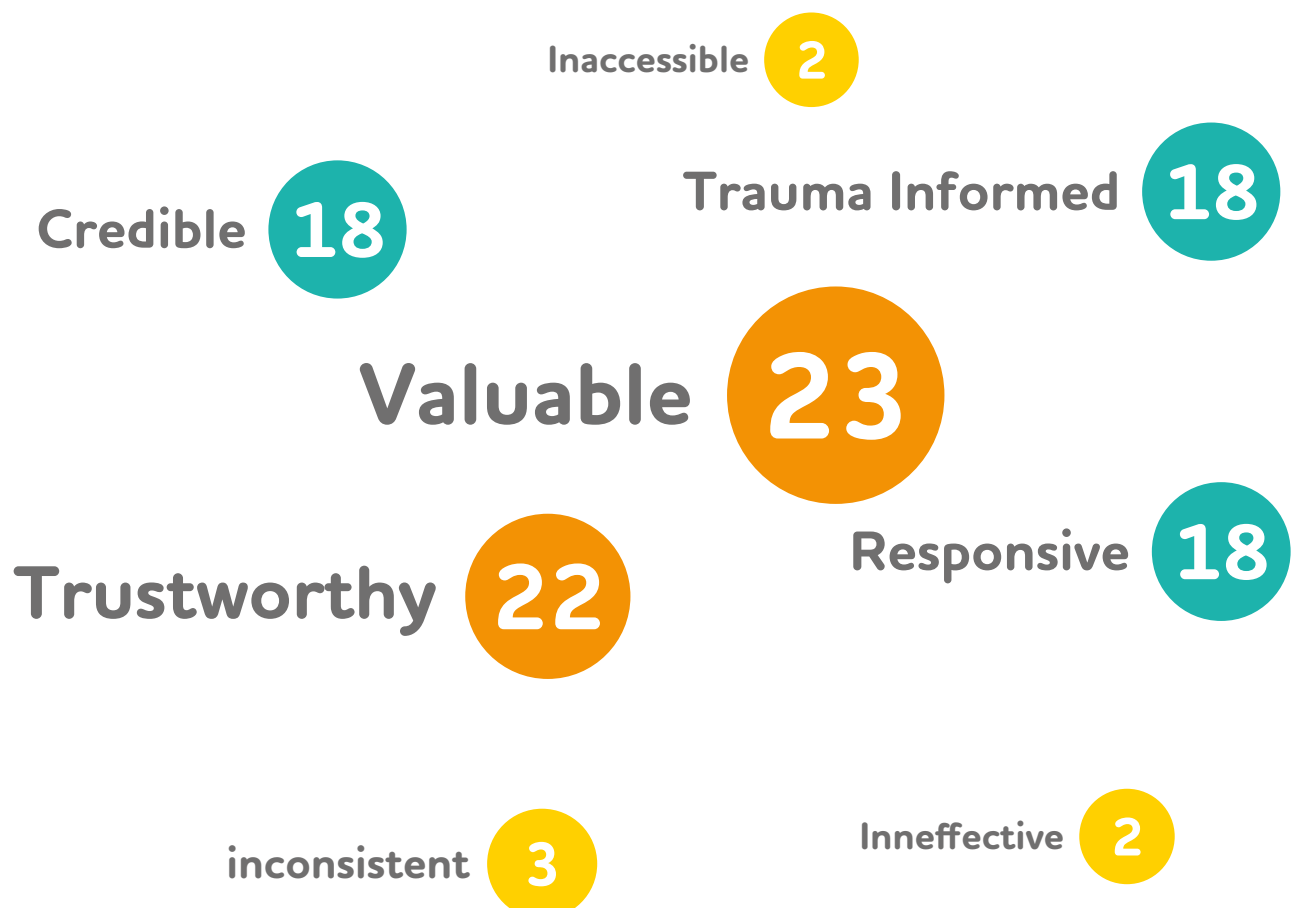 Inaccessible 2
Trauma Informed 18
Credible 18
Valuable 23
Responsive 18
Trustworthy 22
Inneffective 2
inconsistent 3